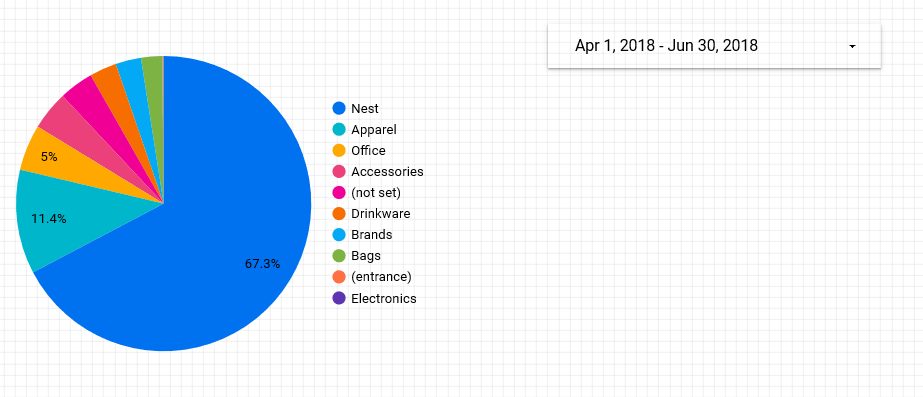 Apr 1, 2018 - Jun 30, 2018
5%
11.4%
67.3%
Nest
Apparel
Office
Accessories
(not set)
Drinkware
Brands
Bags
(entrance)
Electronics